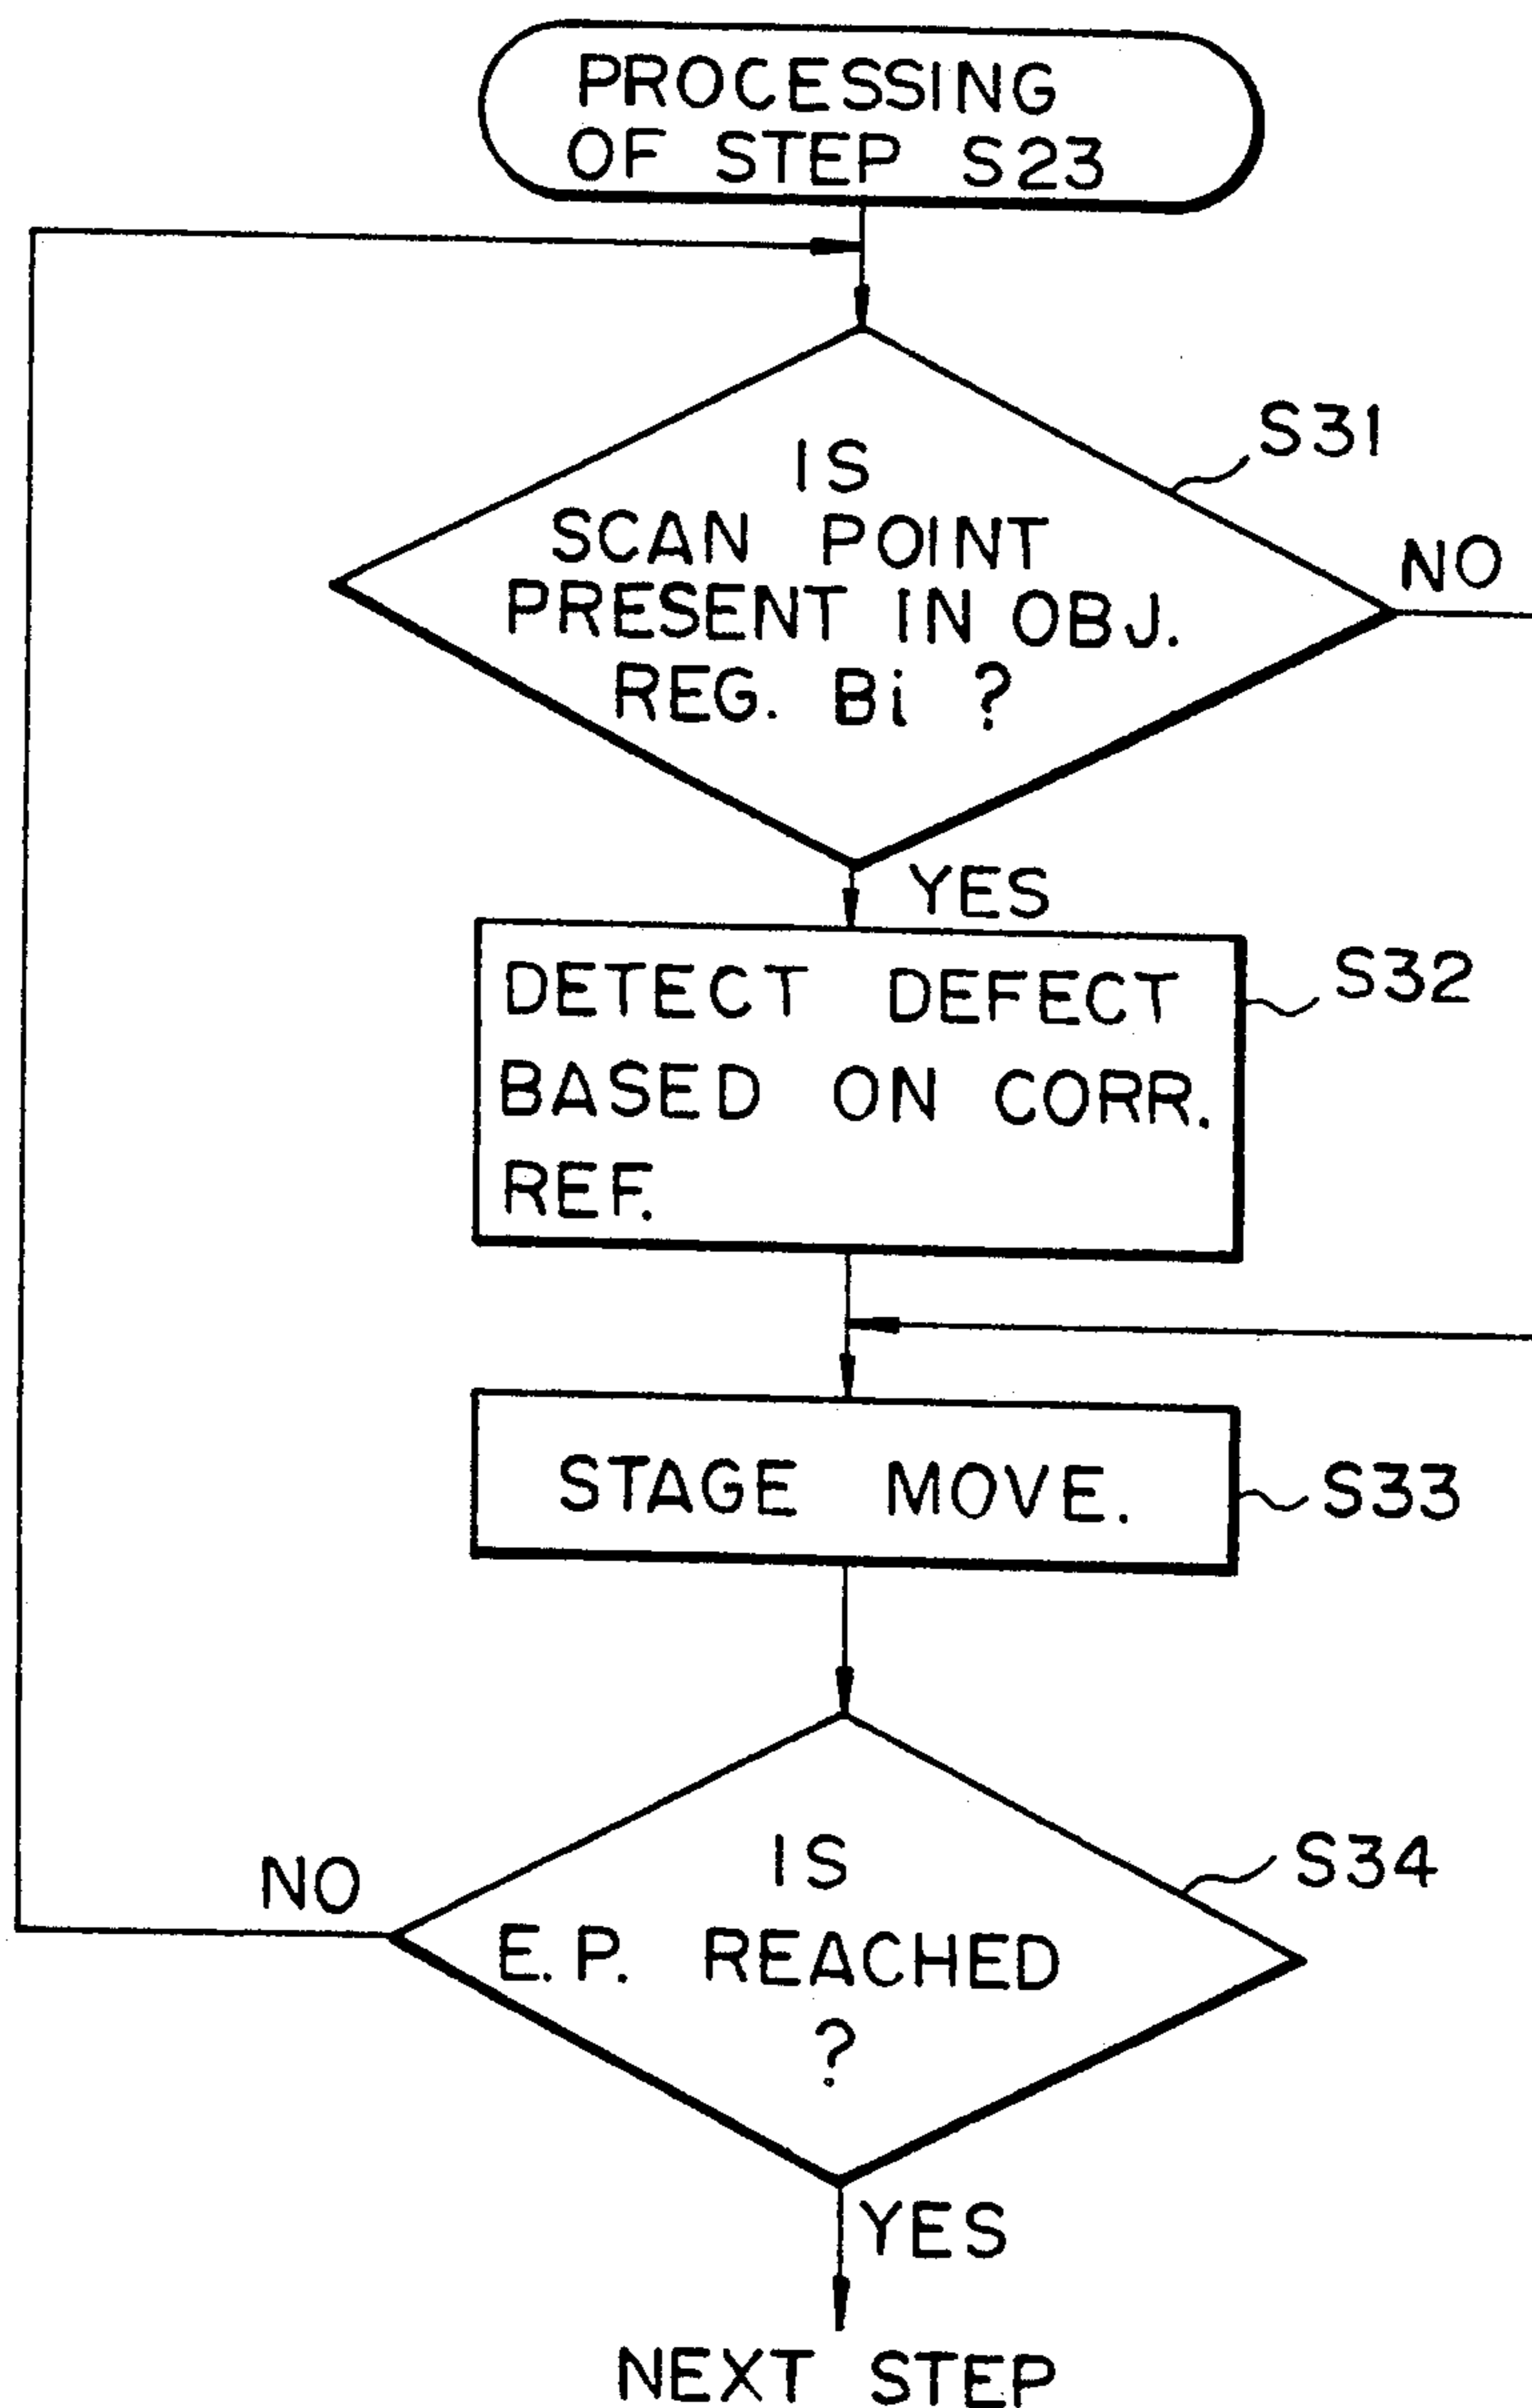 PROCESSING
OF STEP S23
S31
IS
SCAN POINT
PRESENT IN OBJ.
REG. Bi ?
NO
YES
DETECT DEFECT
BASED ON CORR.
REF.
S32
STAGE MOVE.
S33
S34
IS
E.P. REACHED
?
NO
YES
NEXT STEP